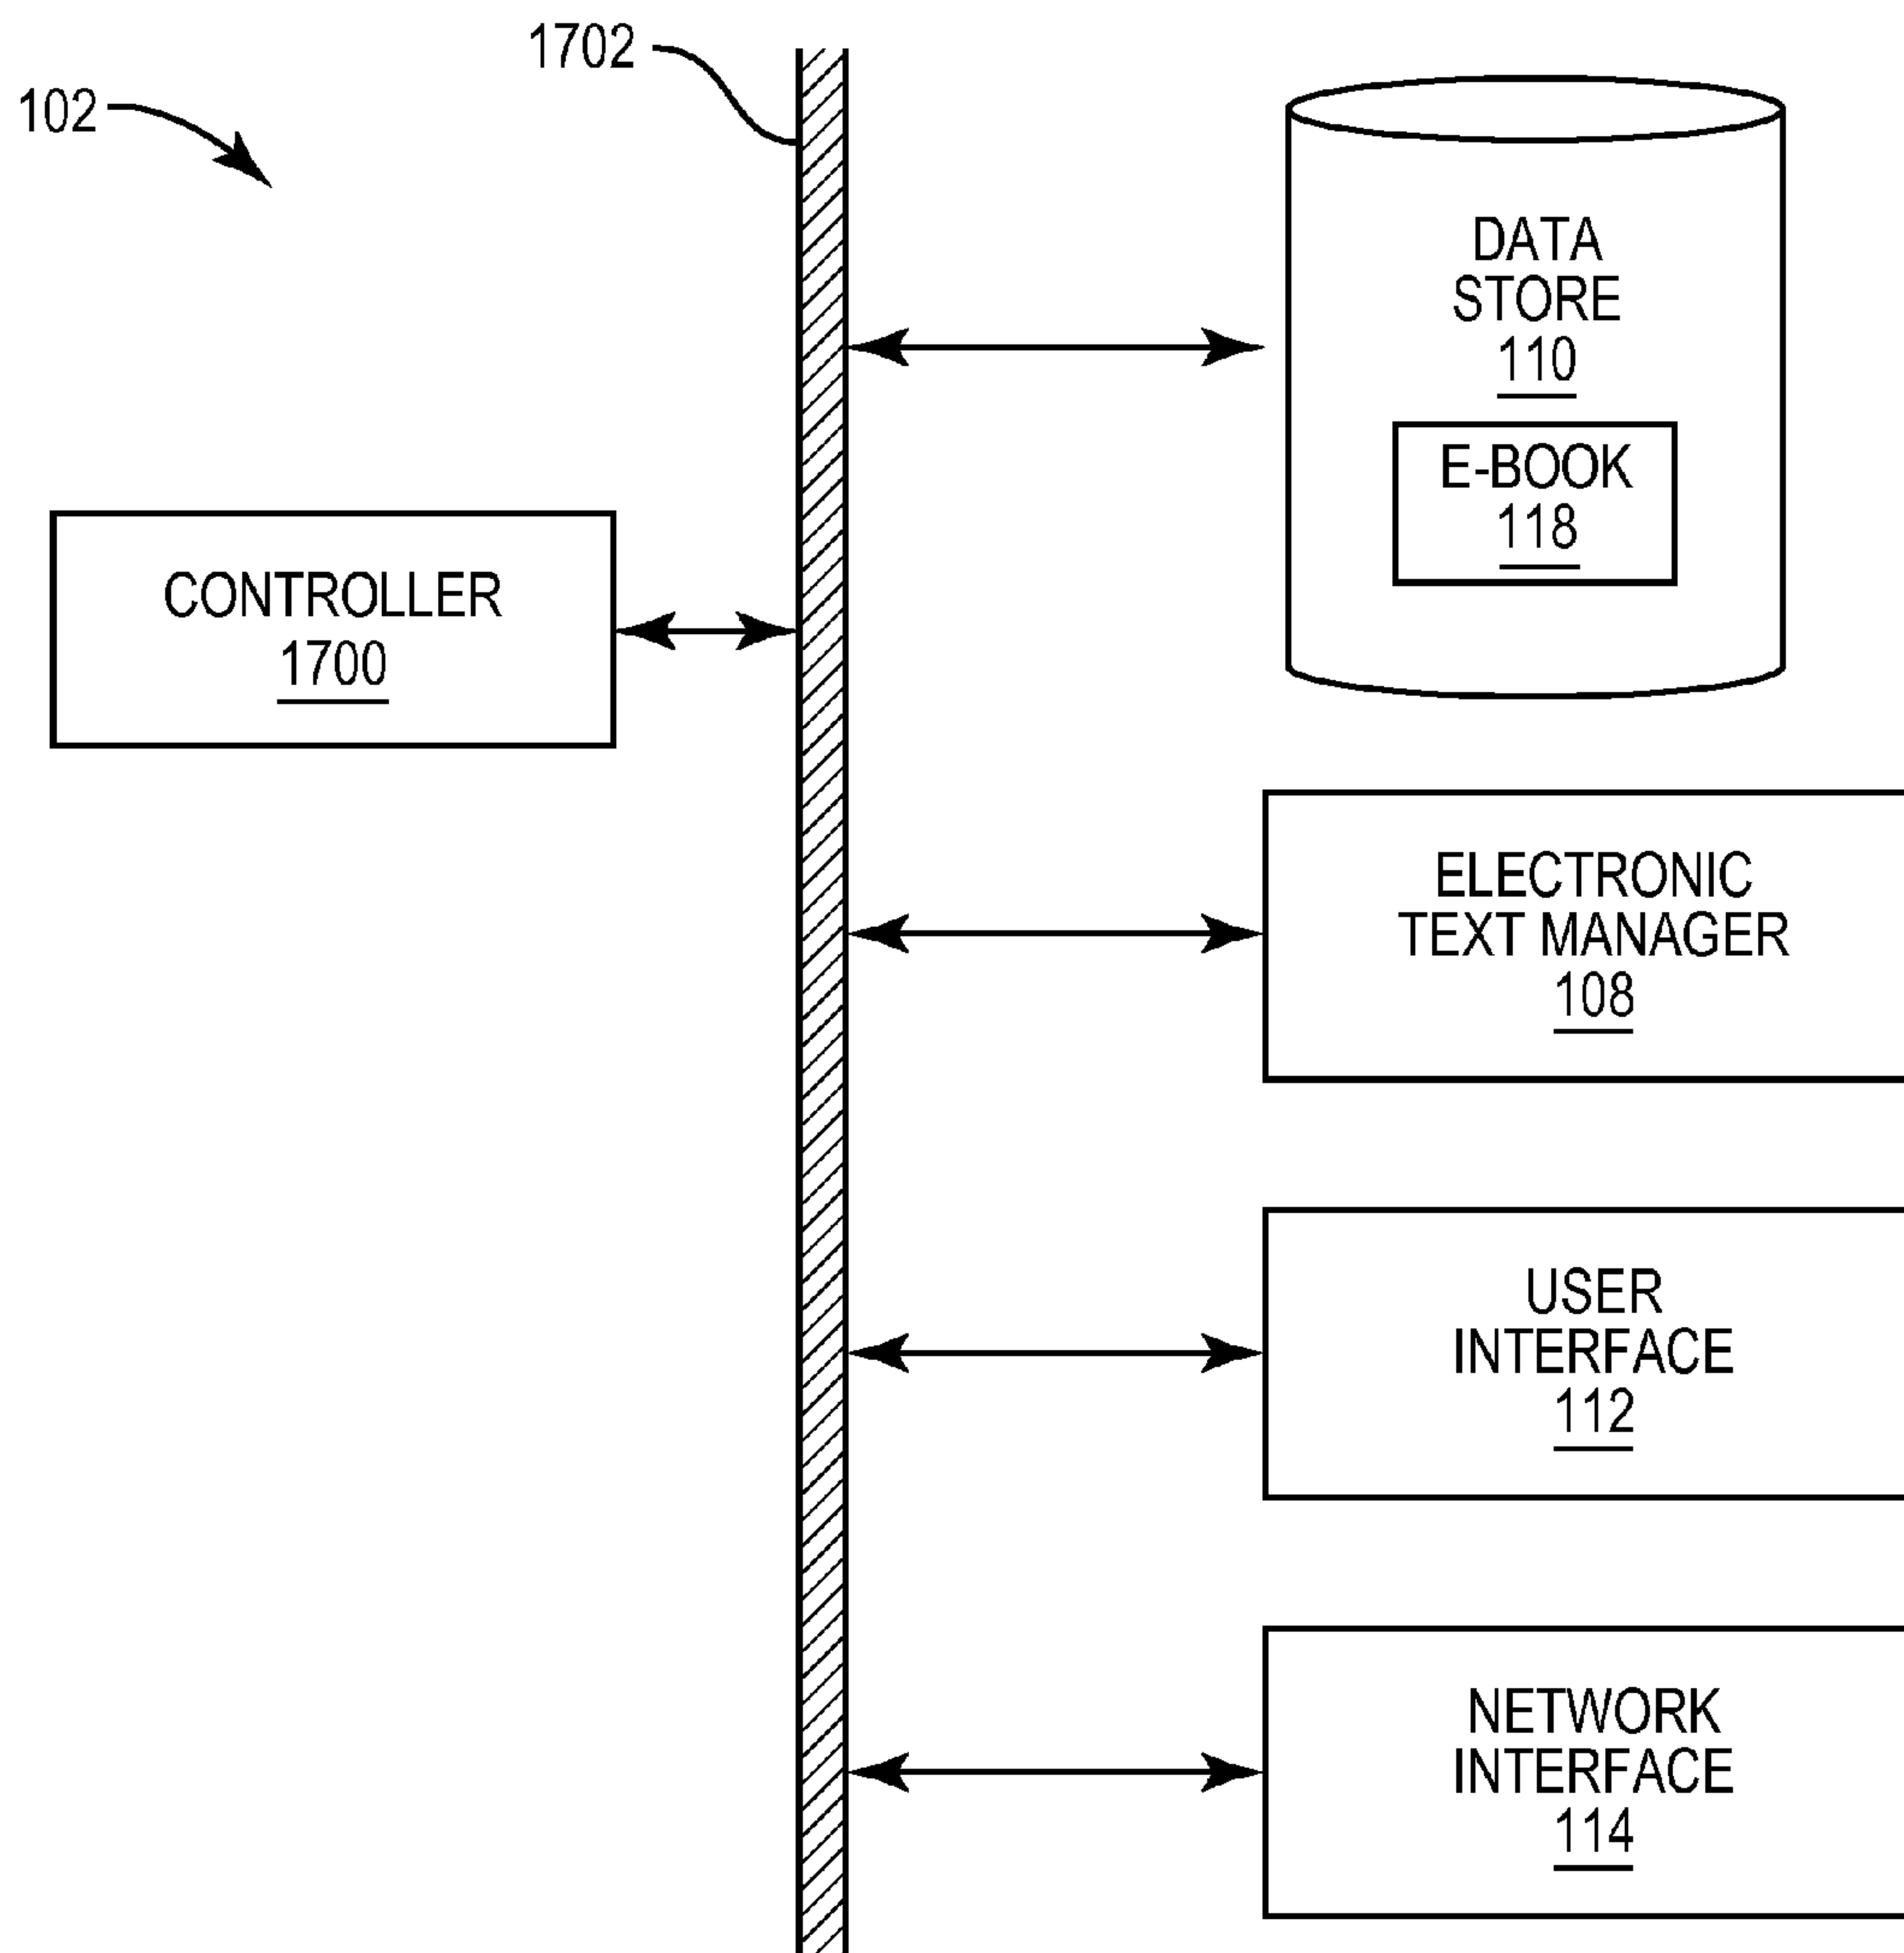 1702
102
DATA
STORE
110
E-BOOK
118
CONTROLLER
1700
ELECTRONIC
TEXT MANAGER
108
USER
INTERFACE
112
NETWORK
INTERFACE
114